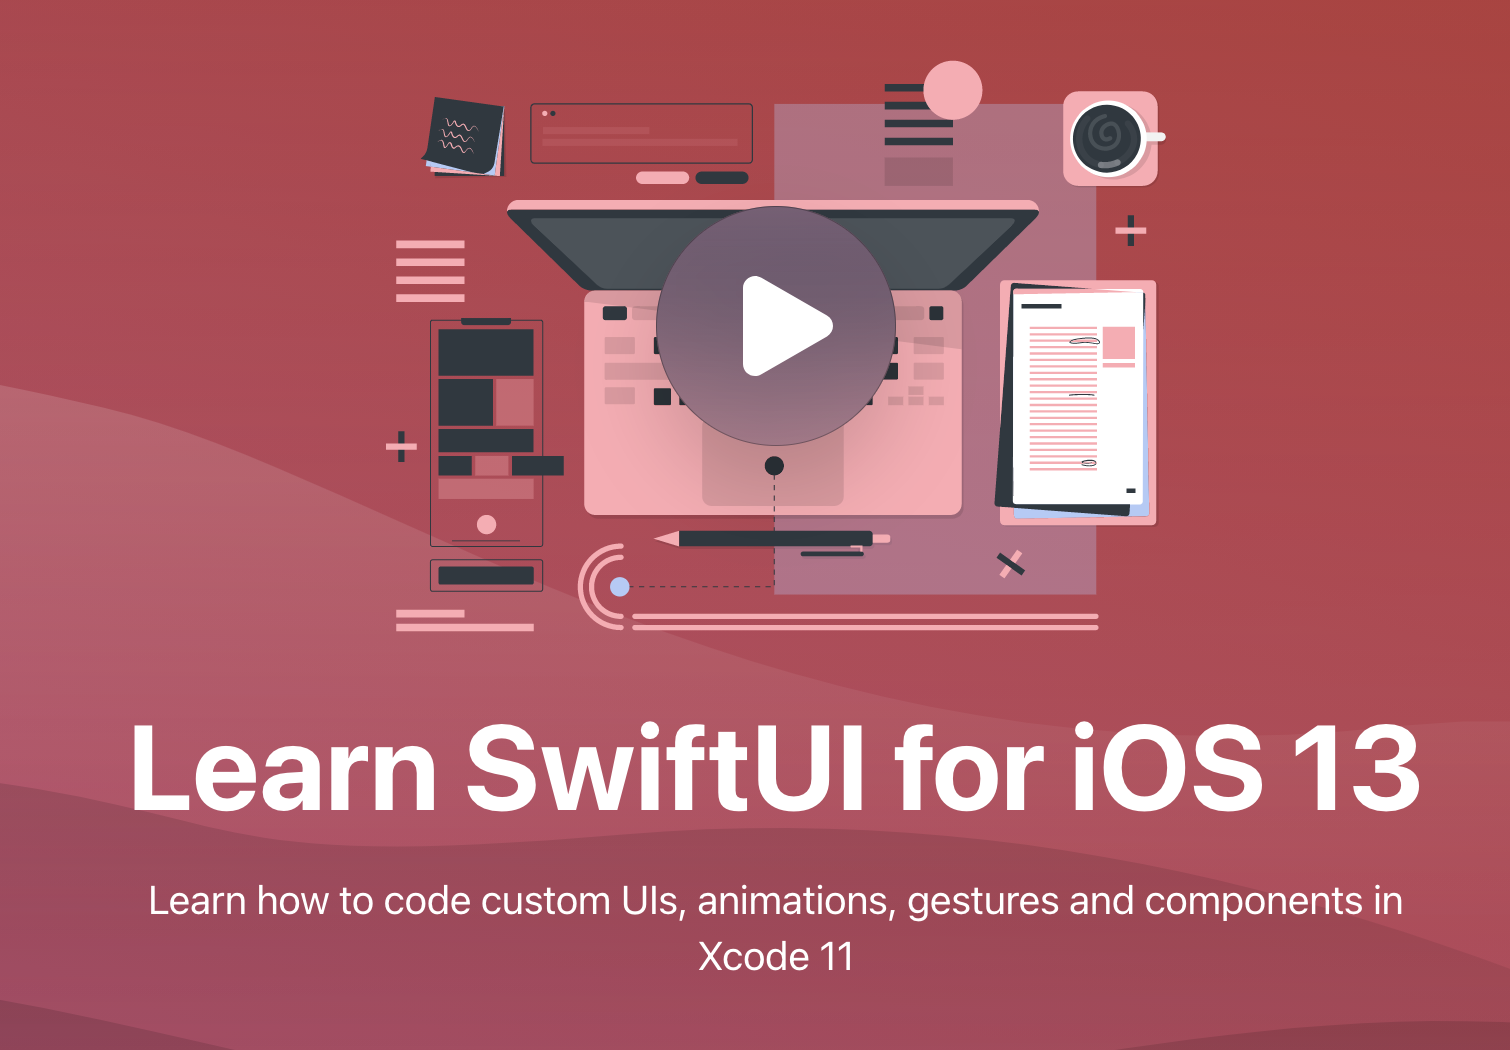 Learn SwiftUI for iOS 13
Learn how to code custom UIs, animations, gestures and components in
Xcode 11